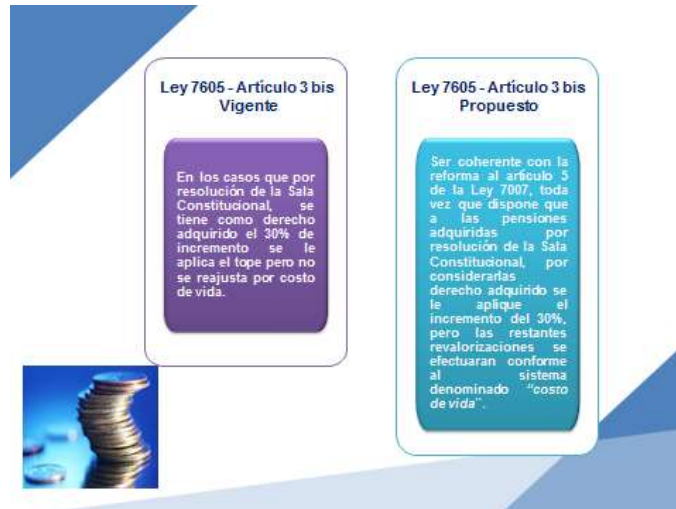 Ley 7605 - Artículo 3 bis
Vigente
En los casos que por
resolución de la Sala
Constitucional, se
tiene como derecho
adquirido el 30% de
incremento se le
aplica el tope pero no
se reajusta por costo
de vida.
Ley 7605 - Artículo 3 bis
Propuesto
Ser coherente con la
reforma al artículo 5
de la Ley 7007, toda
vez que dispone que
a las pensiones
adquiridas por
resolución de la Sala
Constitucional, por
considerarlas
derecho adquirido se
le aplique el
incremento del 30%,
pero las restantes
revalorizaciones se
efectuaran conforme
al sistema
denominado "costo
de vida".